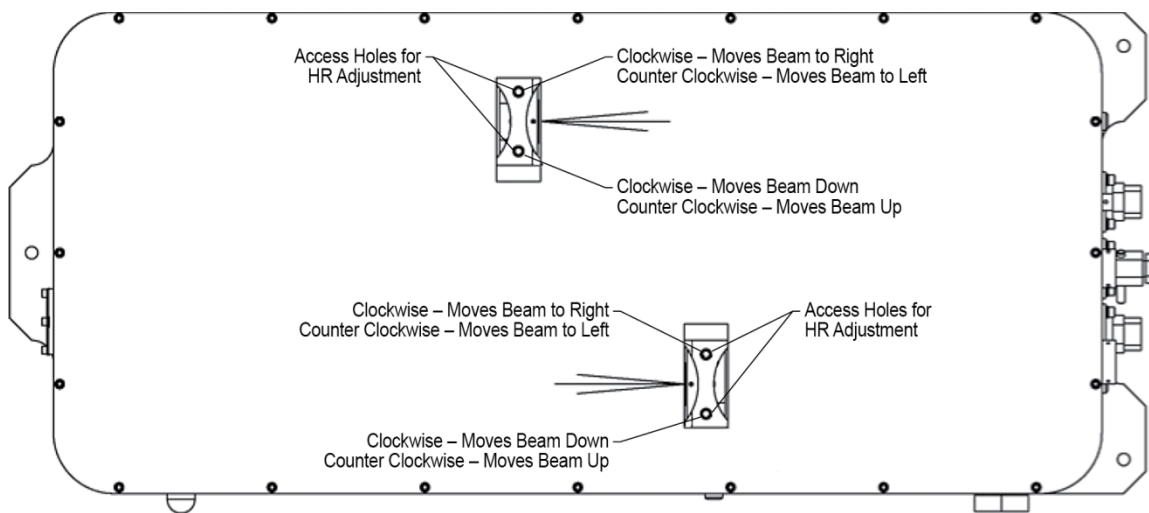 Access Holes for
HR Adjustment
Clockwise – Moves Beam to Right
Counter Clockwise – Moves Beam to Left
Clockwise – Moves Beam Down
Counter Clockwise – Moves Beam Up
Clockwise – Moves Beam to Right
Counter Clockwise – Moves Beam to Left
Access Holes for
HR Adjustment
Clockwise – Moves Beam Down
Counter Clockwise – Moves Beam Up